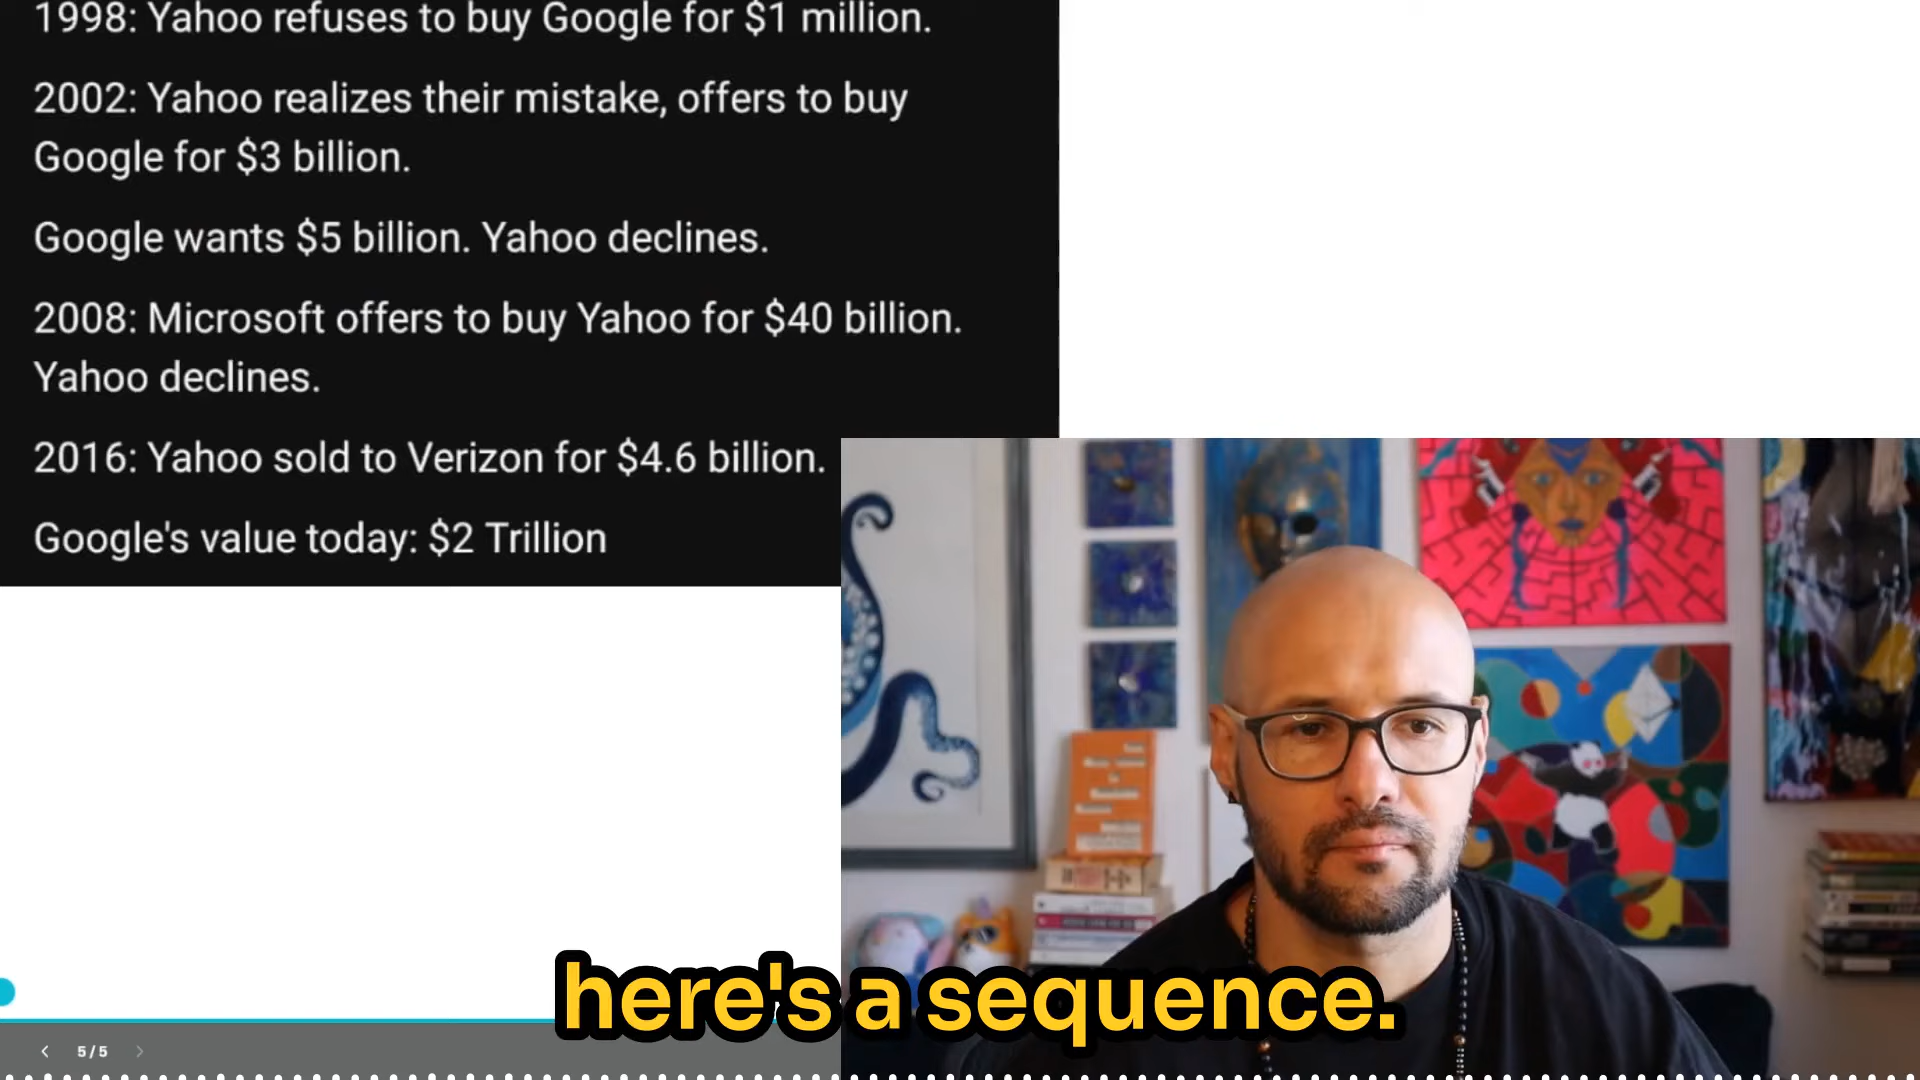 1998: Yahoo refuses to buy Google for $1 million.
2002: Yahoo realizes their mistake, offers to buy
Google for $3 billion.
Google wants $5 billion. Yahoo declines.
2008: Microsoft offers to buy Yahoo for $40 billion.
Yahoo declines.
2016: Yahoo sold to Verizon for $4.6 billion.
Google's value today: $2 Trillion
here's a sequence.
5/5